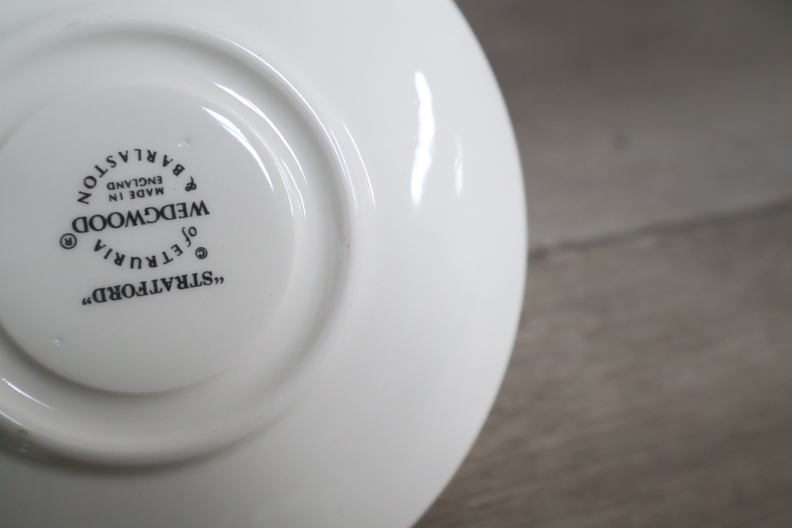 "STRATFORD"
© of ETRURIA
WEDGWOOD ®
MADE IN
ENGLAND
& BARLASTON